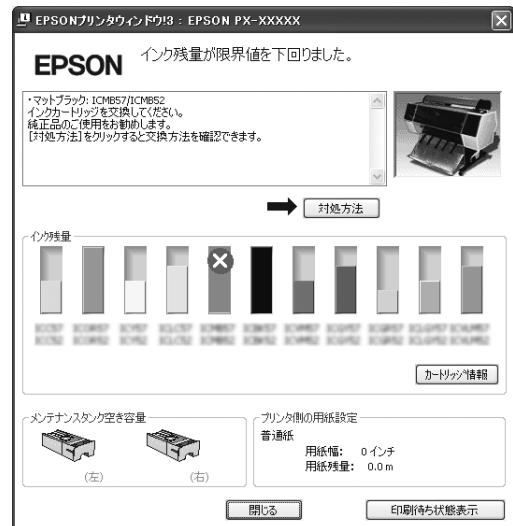 EPSONプリンタウィンドウ!3 : EPSON PX-XXXXX
EPSON
インク残量が限界値を下回りました。
・マットブラック: ICMB57/ICMB52
インクカートリッジを交換してください。
純正品のご使用をお勧めします。
[対処方法]をクリックすると交換方法を確認できます。
対処方法
インク残量
カートリッジ情報
メンテナンスタンク空き容量
(左)
(右)
プリンタ側の用紙設定
普通紙
用紙幅: 0 インチ
用紙残量: 0.0 m
閉じる
印刷待ち状態表示